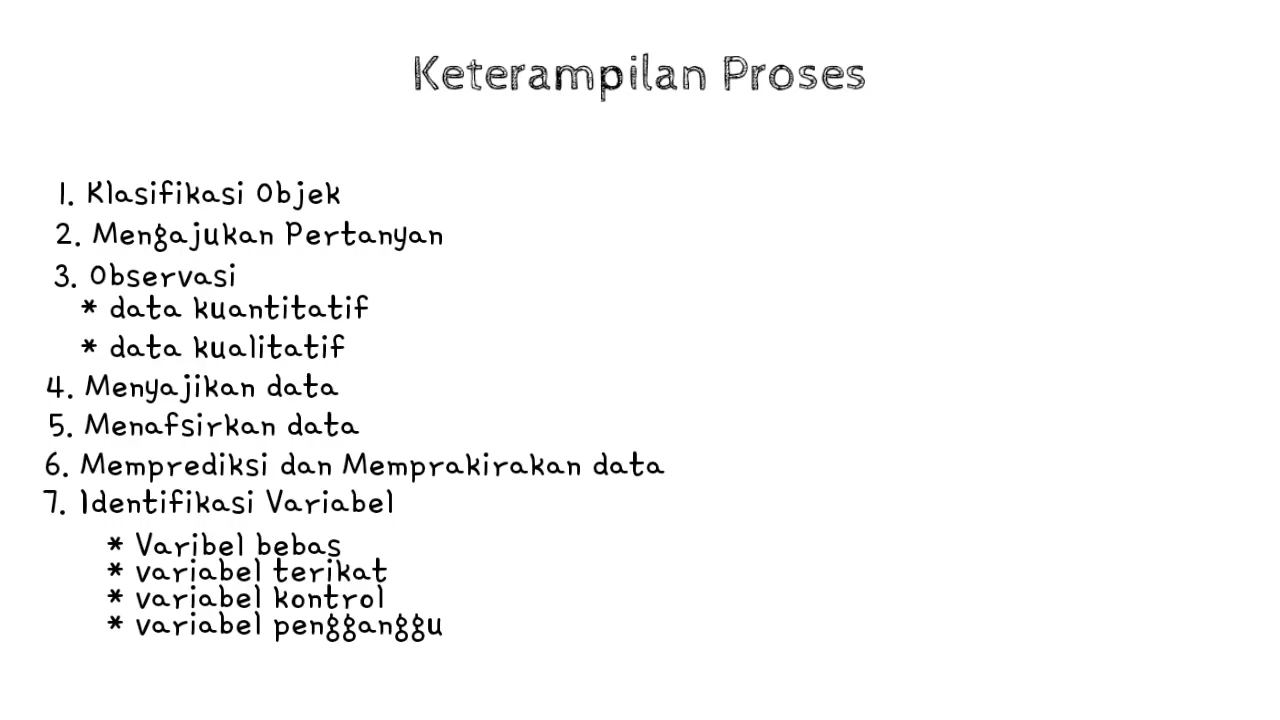 Keterampilan Proses
1. Klasifikasi Objek
2. Mengajukan Pertanyan
3. Observasi
* data kuantitatif
* data kualitatif
4. Menyajikan data
5. Menafsirkan data
6. Memprediksi dan Memprakirakan data
7. Identifikasi Variabel
* Varibel bebas
* variabel terikat
* variabel kontrol
* variabel pengganggu